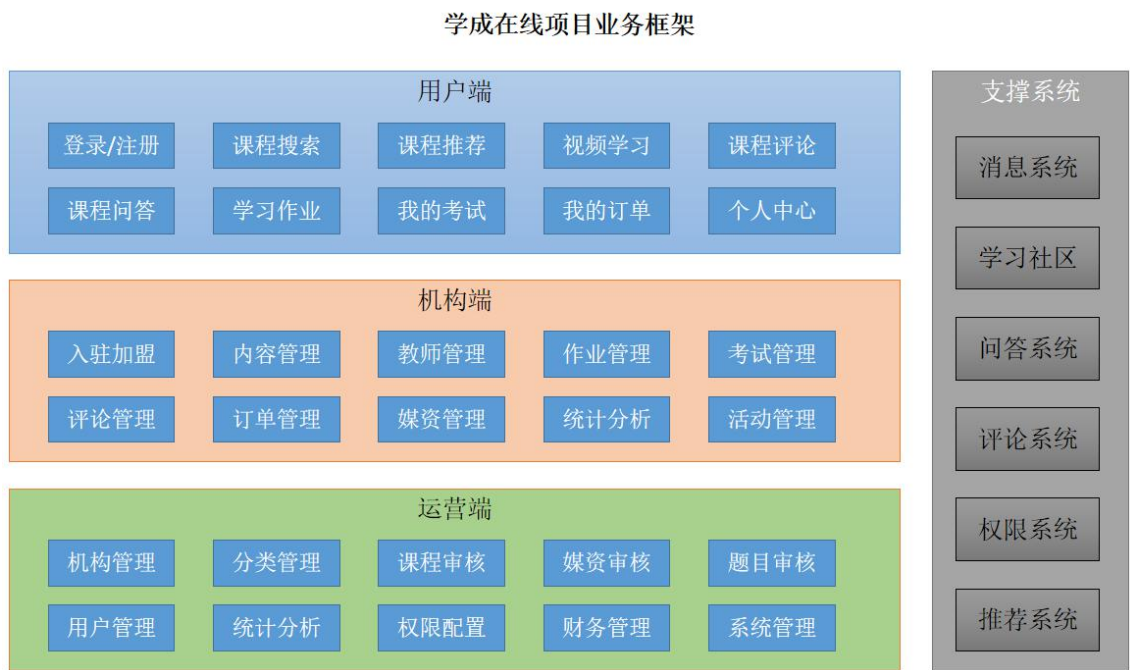 学成在线项目业务框架
用户端
登录/注册 课程搜索 课程推荐 视频学习 课程评论
课程问答 学习作业 我的考试 我的订单 个人中心
机构端
入驻加盟 内容管理 教师管理 作业管理 考试管理
评论管理 订单管理 媒资管理 统计分析 活动管理
运营端
机构管理 分类管理 课程审核 媒资审核 题目审核
用户管理 统计分析 权限配置 财务管理 系统管理
支撑系统
消息系统
学习社区
问答系统
评论系统
权限系统
推荐系统